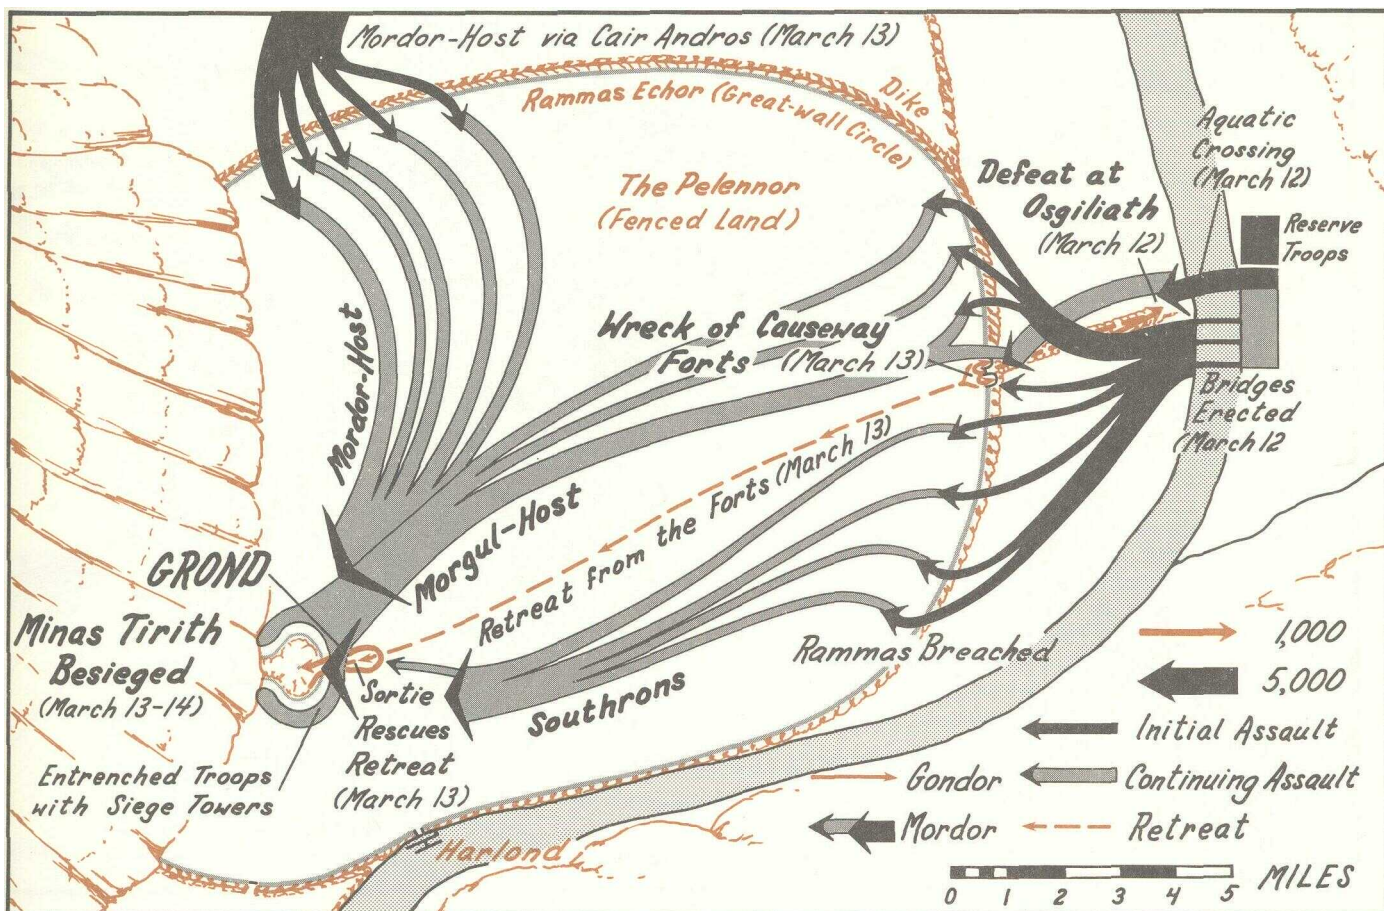 Mordor-Host via Cair Andros (March 13)
Rammas Echor (Great-wall Circle)
Dike
Aquatic
Crossing
(March 12)
The Pelennor
(Fenced Land)
Defeat at
Osgiliath
(March 12)
Reserve
Troops
Wreck of Causeway
Forts (March 13)
Bridges
Erected
(March 12
Mordor-Host
Morgul-Host
Retreat from the Forts (March 13)
GROND
Minas Tirith
Besieged
(March 13-14)
Sortie
Rescues
Retreat
(March 13)
Southrons
Rammas Breached
Entrenched Troops
with Siege Towers
Harlond
1,000
5,000
Initial Assault
Gondor
Continuing Assault
Mordor
Retreat
0 1 2 3 4 5 MILES